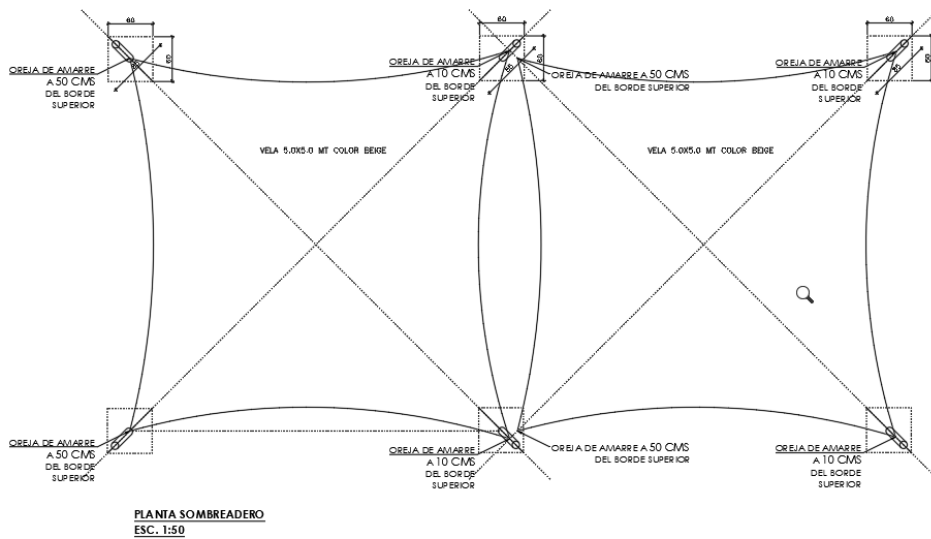 60
60
60
60
60
60
50
OREJA DE AMARRE
A 50 CMS
DEL BORDE
SUPERIOR
OREJA DE AMARRE
A 10 CMS
DEL BORDE
SUPERIOR
OREJA DE AMARRE A 50 CMS
DEL BORDE SUPERIOR
OREJA DE AMARRE
A 10 CMS
DEL BORDE
SUPERIOR
VELA 5.0X5.0 MT COLOR BEIGE
VELA 5.0X5.0 MT COLOR BEIGE
OREJA DE AMARRE
A 50 CMS
DEL BORDE
SUPERIOR
OREJA DE AMARRE
A 10 CMS
DEL BORDE
SUPERIOR
OREJA DE AMARRE A 50 CMS
DEL BORDE SUPERIOR
OREJA DE AMARRE
A 10 CMS
DEL BORDE
SUPERIOR
PLANTA SOMBREADERO
ESC. 1:50